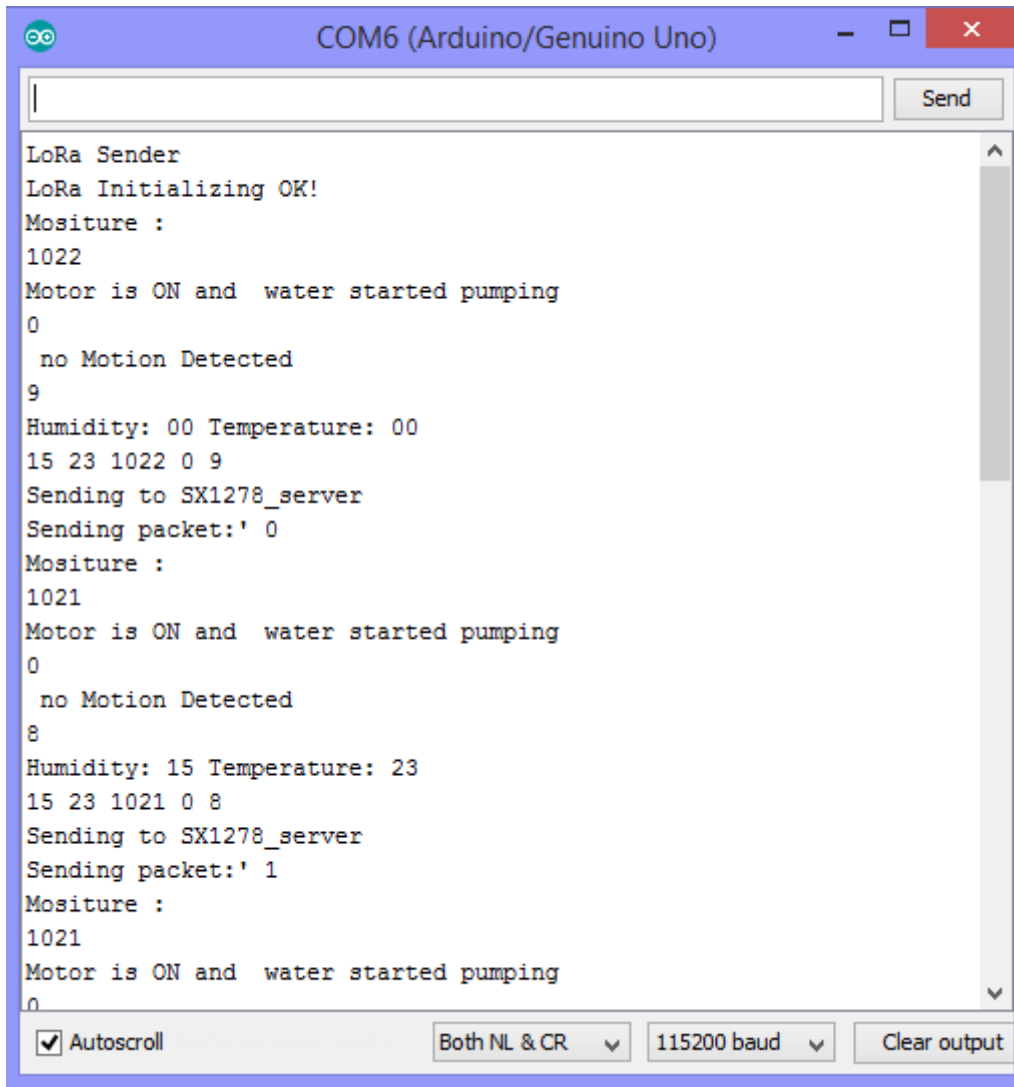 COM6 (Arduino/Genuino Uno)
Send
LoRa Sender
LoRa Initializing OK!
Mositure :
1022
Motor is ON and  water started pumping
0
 no Motion Detected
9
Humidity: 00 Temperature: 00
15 23 1022 0 9
Sending to SX1278_server
Sending packet:' 0
Mositure :
1021
Motor is ON and  water started pumping
0
 no Motion Detected
8
Humidity: 15 Temperature: 23
15 23 1021 0 8
Sending to SX1278_server
Sending packet:' 1
Mositure :
1021
Motor is ON and  water started pumping
0
Autoscroll Both NL & CR 115200 baud Clear output